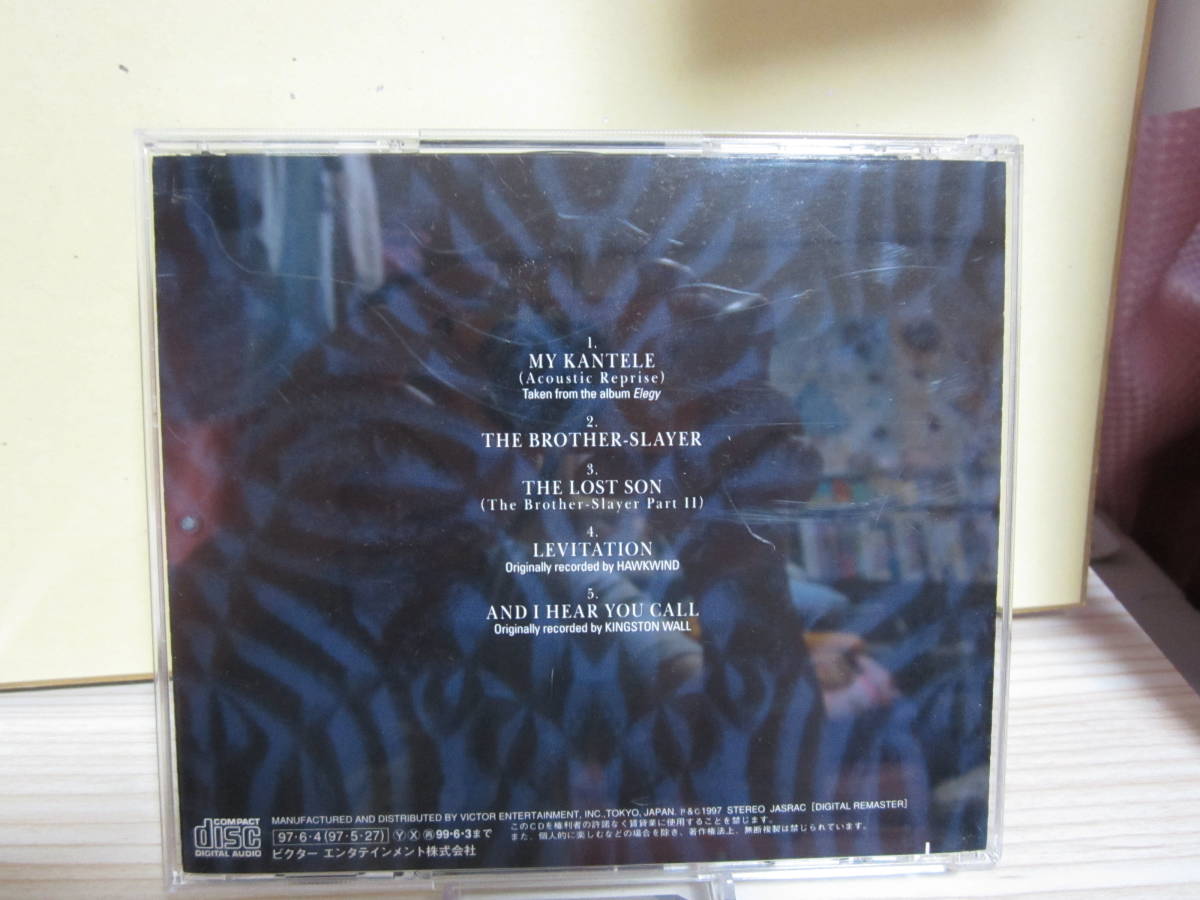 1.
MY KANTELE
(Acoustic Reprise)
Taken from the album Elegy
2.
THE BROTHER-SLAYER
3.
THE LOST SON
(The Brother-Slayer Part II)
4.
LEVITATION
Originally recorded by HAWKWIND
5.
AND I HEAR YOU CALL
Originally recorded by KINGSTON WALL
COMPACT
disc
DIGITAL AUDIO
MANUFACTURED AND DISTRIBUTED BY VICTOR ENTERTAINMENT, INC.,TOKYO, JAPAN. ℗&©1997 STEREO JASRAC [DIGITAL REMASTER]
97·6·4(97·5·27) Ⓨ Ⓧ ㊢99·6·3まで
このCDを権利者の許諾なく賃貸業に使用することを禁じます。
また、個人的に楽しむなどの場合を除き、著作権法上、無断複製は禁じられています。
ビクター エンタテインメント株式会社